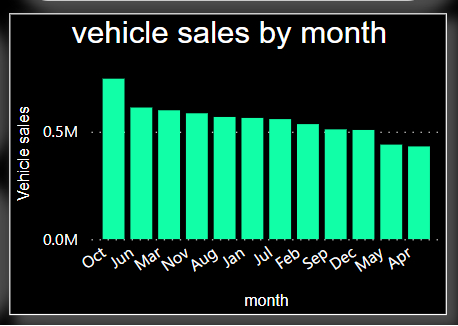 vehicle sales by month
Vehicle sales
0.5M
0.0M
Oct Jun Mar Nov Aug Jan Jul Feb Sep Dec May Apr
month